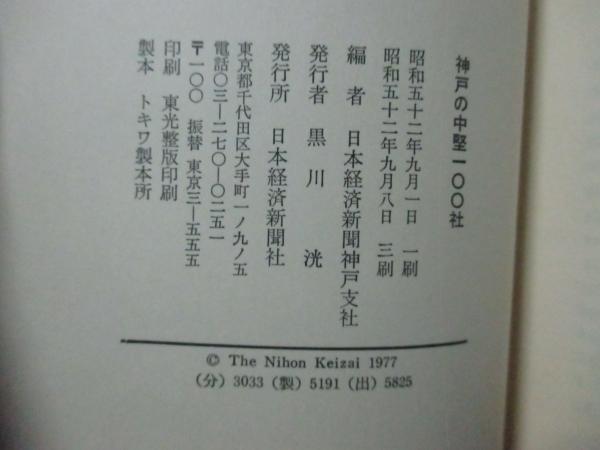 神戸の中堅一〇〇社
昭和五十二年九月一日 一刷
昭和五十二年九月八日 三刷
編者 日本経済新聞神戸支社
発行者 黒川洸
発行所 日本経済新聞社
東京都千代田区大手町一ノ九ノ五
電話〇三―二七〇―〇二五一
〒一〇〇 振替 東京三―五五五
印刷 東光整版印刷
製本 トキワ製本所
© The Nihon Keizai 1977
(分) 3033 (製) 5191 (出) 5825